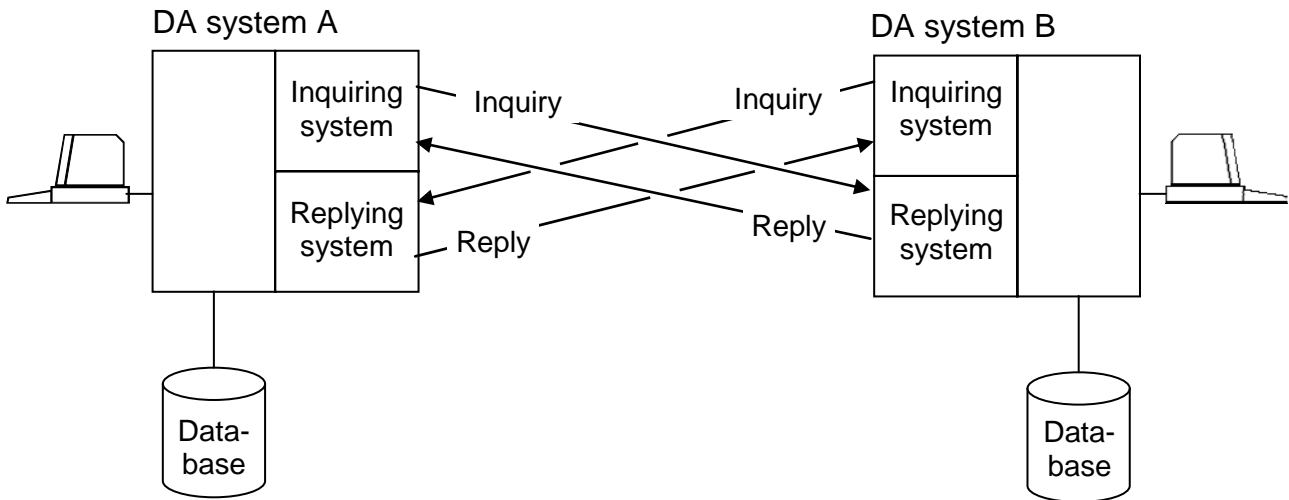 DA system A
DA system B
Inquiring
system
Inquiry
Inquiry
Inquiring
system
Replying
system
Reply
Reply
Replying
system
Data-
base
Data-
base